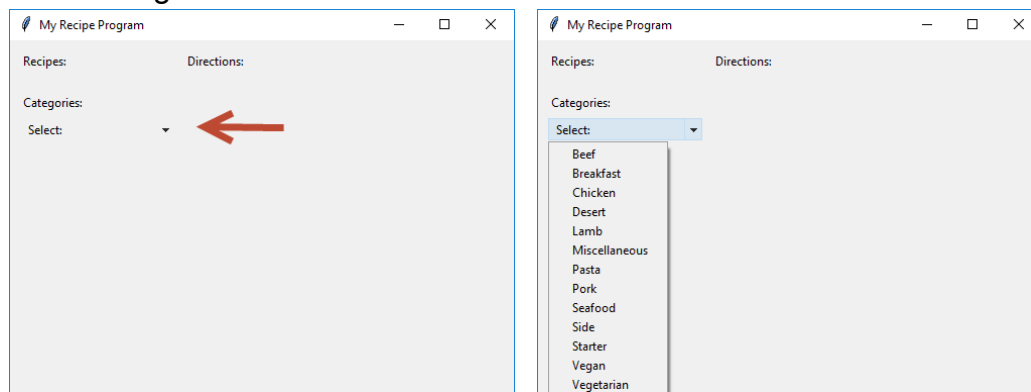 My Recipe Program
Recipes: Directions:
Categories:
Select:
My Recipe Program
Recipes: Directions:
Categories:
Select:
Beef
Breakfast
Chicken
Desert
Lamb
Miscellaneous
Pasta
Pork
Seafood
Side
Starter
Vegan
Vegetarian